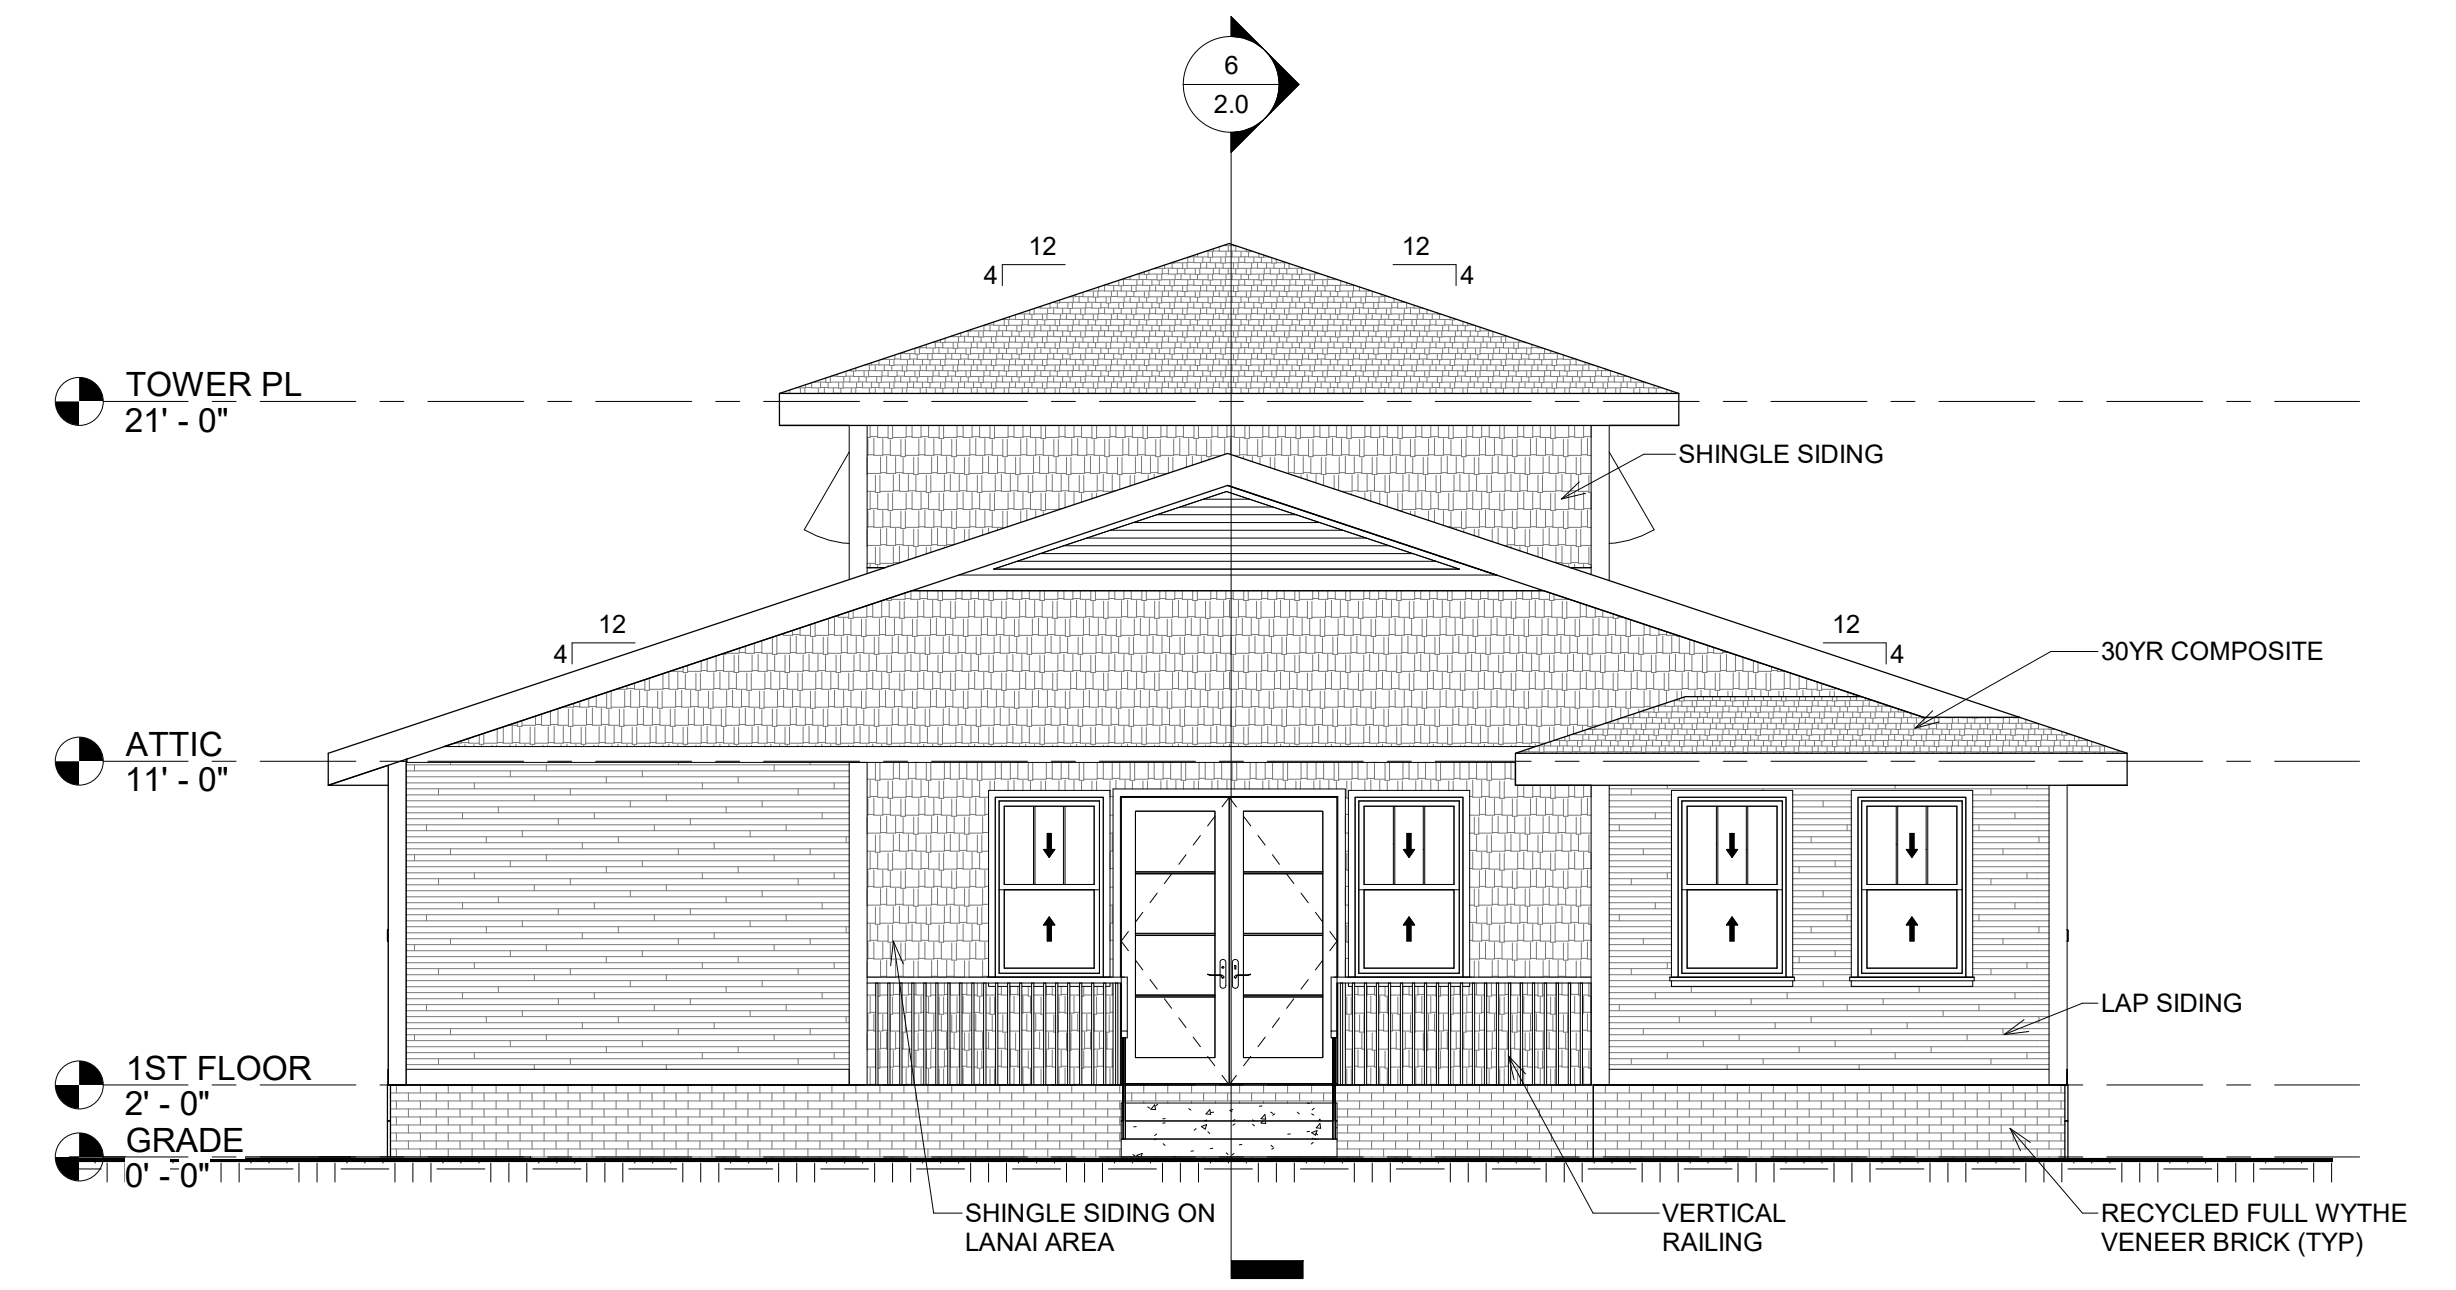 6
2.0
12
4
12
4
TOWER PL
21' - 0"
SHINGLE SIDING
12
4
12
4
30YR COMPOSITE
ATTIC
11' - 0"
LAP SIDING
1ST FLOOR
2' - 0"
GRADE
0' - 0"
SHINGLE SIDING ON
LANAI AREA
VERTICAL
RAILING
RECYCLED FULL WYTHE
VENEER BRICK (TYP)